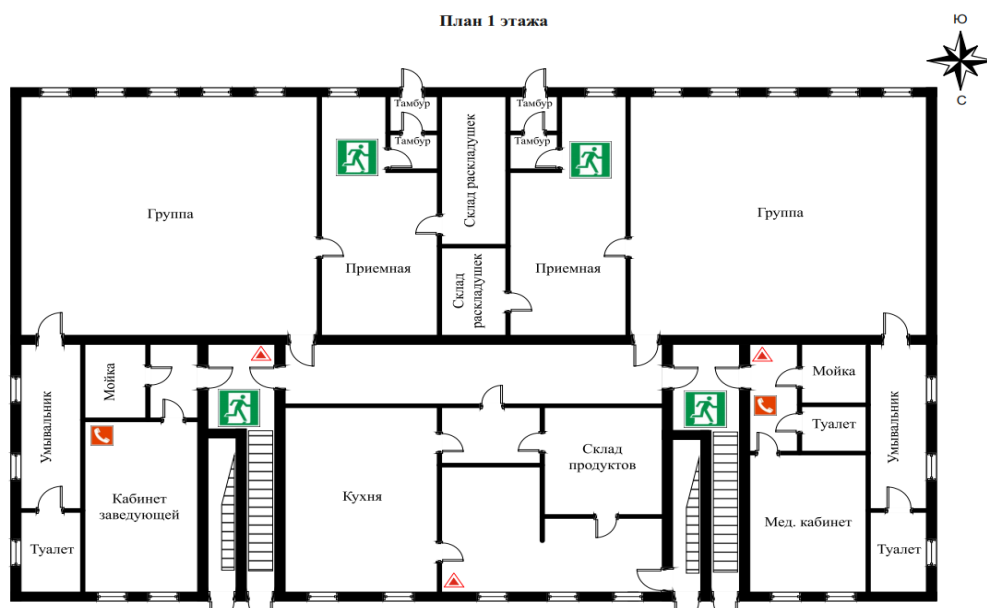 План 1 этажа
Ю
С
Тамбур
Тамбур
Тамбур
Тамбур
Склад раскладушек
Группа
Группа
Приемная
Приемная
Склад
раскладушек
Мойка
Мойка
Умывальник
Туалет
Умывальник
Склад
продуктов
Кабинет
заведующей
Кухня
Мед. кабинет
Туалет
Туалет